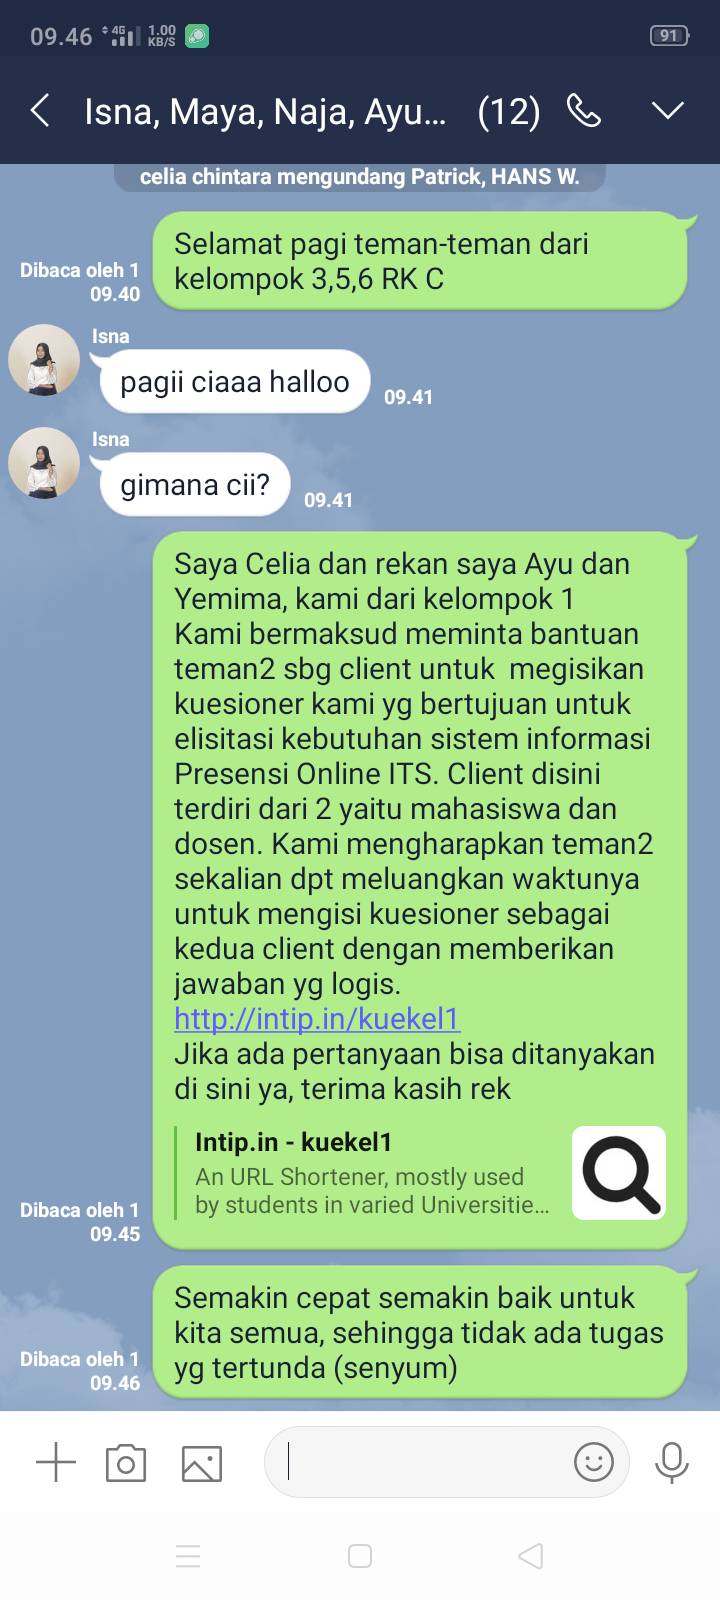 09.46 4G 1.00 KB/S 91
Isna, Maya, Naja, Ayu... (12)
celia chintara mengundang Patrick, HANS W.
Selamat pagi teman-teman dari
kelompok 3,5,6 RK C
Dibaca oleh 1
09.40
Isna
pagii ciaaa halloo
09.41
Isna
gimana cii?
09.41
Saya Celia dan rekan saya Ayu dan
Yemima, kami dari kelompok 1
Kami bermaksud meminta bantuan
teman2 sbg client untuk  megisikan
kuesioner kami yg bertujuan untuk
elisitasi kebutuhan sistem informasi
Presensi Online ITS. Client disini
terdiri dari 2 yaitu mahasiswa dan
dosen. Kami mengharapkan teman2
sekalian dpt meluangkan waktunya
untuk mengisi kuesioner sebagai
kedua client dengan memberikan
jawaban yg logis.
http://intip.in/kuekel1
Jika ada pertanyaan bisa ditanyakan
di sini ya, terima kasih rek
Intip.in - kuekel1
An URL Shortener, mostly used
by students in varied Universitie...
Dibaca oleh 1
09.45
Semakin cepat semakin baik untuk
kita semua, sehingga tidak ada tugas
yg tertunda (senyum)
Dibaca oleh 1
09.46